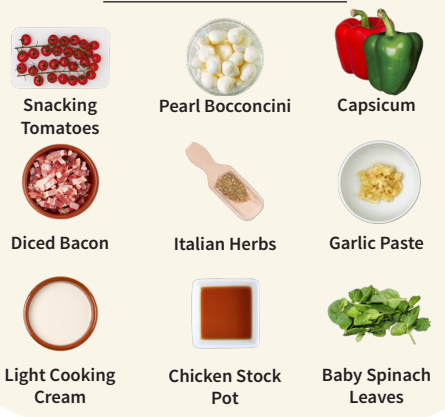 Snacking
Tomatoes
Pearl Bocconcini
Capsicum
Diced Bacon
Italian Herbs
Garlic Paste
Light Cooking
Cream
Chicken Stock
Pot
Baby Spinach
Leaves